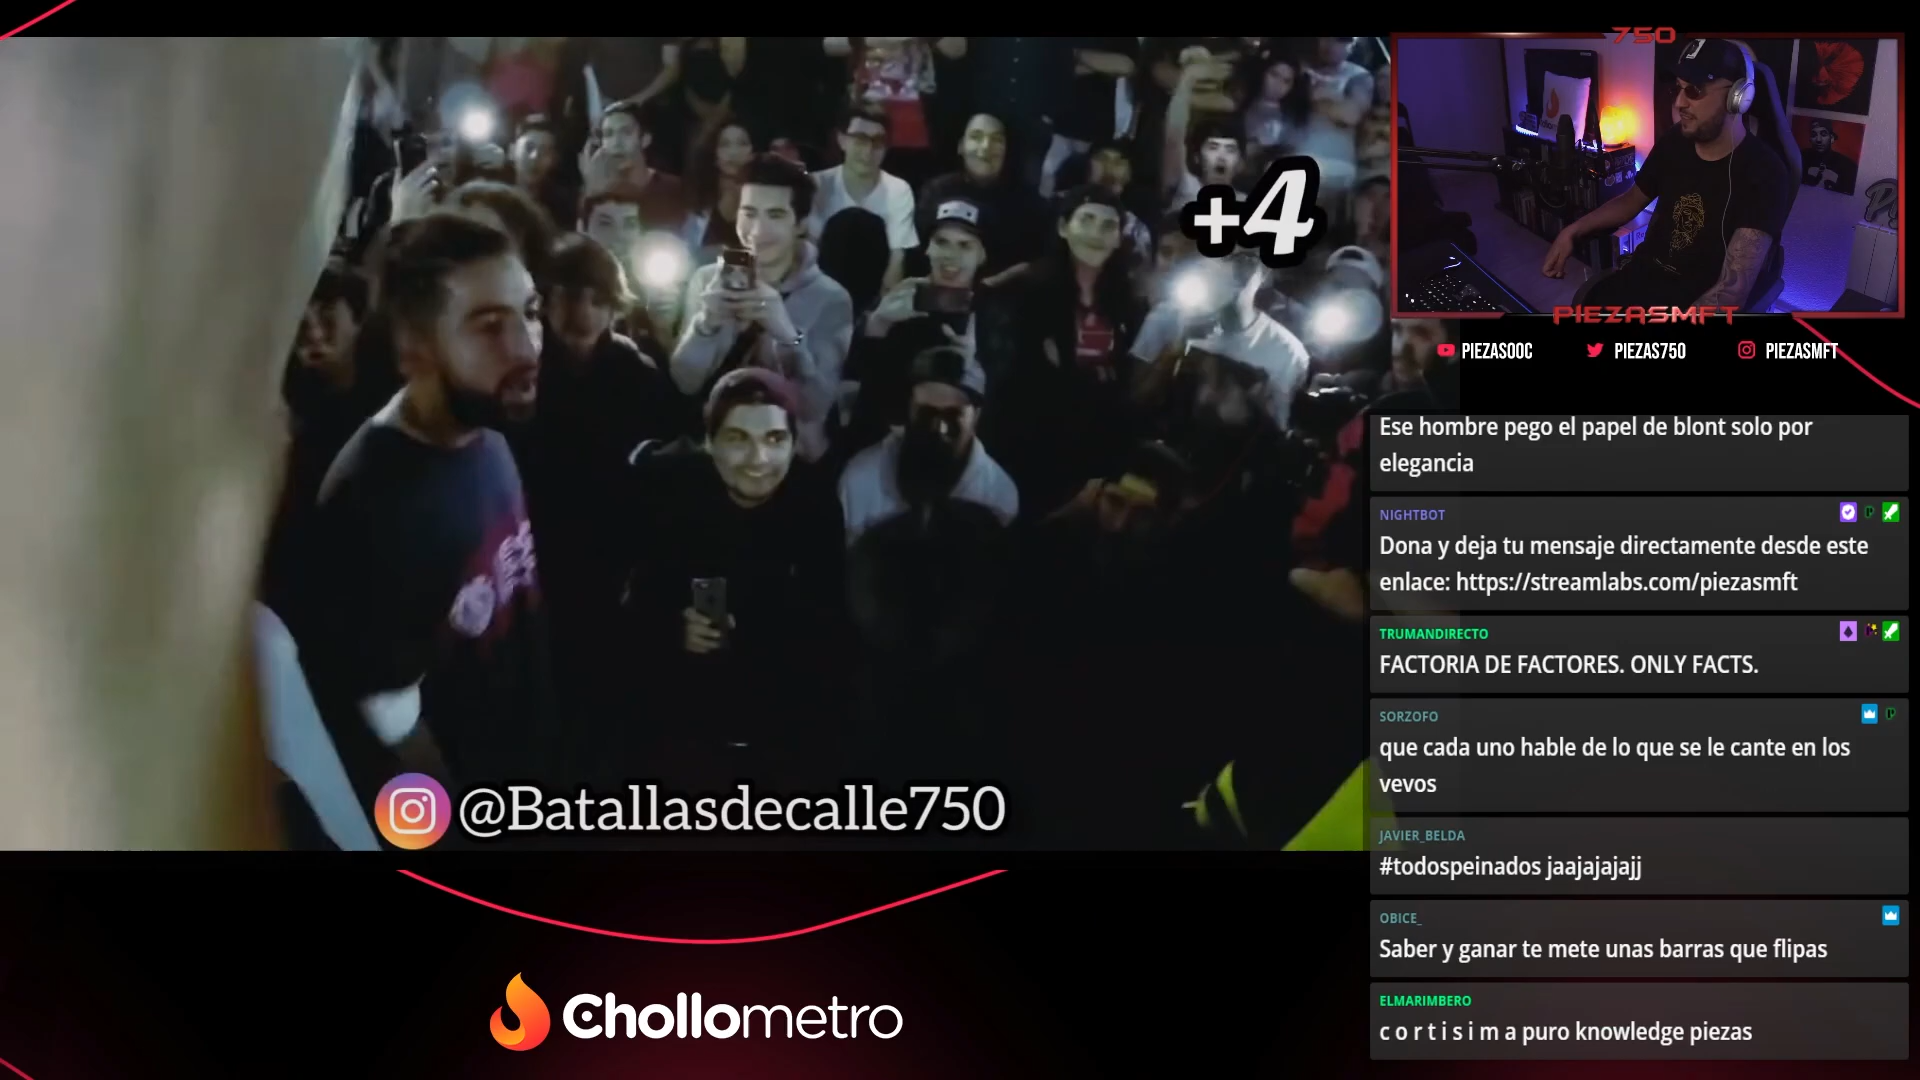 750
+4
PIEZASMFT
PIEZASOOC
PIEZAS750
PIEZASMFT
Ese hombre pego el papel de blont solo por
elegancia
NIGHTBOT
Dona y deja tu mensaje directamente desde este
enlace: https://streamlabs.com/piezasmft
TRUMANDIRECTO
FACTORIA DE FACTORES. ONLY FACTS.
SORZOFO
que cada uno hable de lo que se le cante en los
vevos
JAVIER_BELDA
#todospeinados jaajajajajj
OBICE_
Saber y ganar te mete unas barras que flipas
ELMARIMBERO
c o r t i s i m a puro knowledge piezas
@Batallasdecalle750
Chollometro